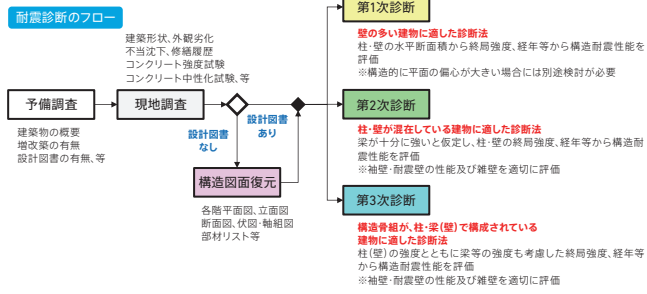 耐震診断のフロー
建築形状、外観劣化
不当沈下、修繕履歴
コンクリート強度試験
コンクリート中性化試験、等
予備調査
現地調査
建築物の概要
増改築の有無
設計図書の有無、等
設計図書
なし
設計図書
あり
構造図面復元
各階平面図、立面図
断面図、伏図・軸組図
部材リスト等
第1次診断
壁の多い建物に適した診断法
柱・壁の水平断面積から終局強度、経年等から構造耐震性能を
評価
※構造的に平面の偏心が大きい場合には別途検討が必要
第2次診断
柱・壁が混在している建物に適した診断法
梁が十分に強いと仮定し、柱・壁の終局強度、経年等から構造耐
震性能を評価
※袖壁・耐震壁の性能及び雑壁を適切に評価
第3次診断
構造骨組が、柱・梁(壁)で構成されている
建物に適した診断法
柱(壁)の強度とともに梁等の強度も考慮した終局強度、経年等
から構造耐震性能を評価
※袖壁・耐震壁の性能及び雑壁を適切に評価